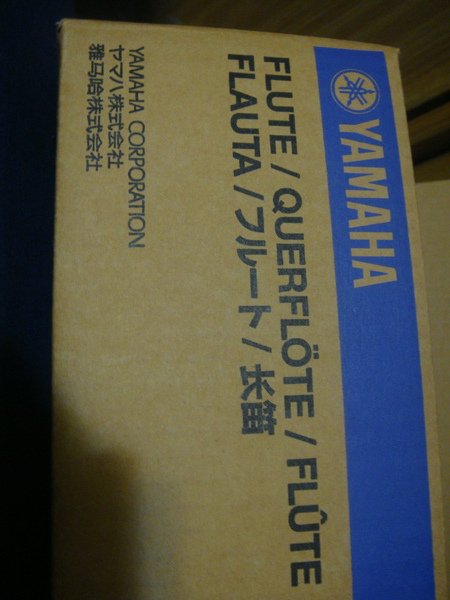 YAMAHA
FLUTE / QUERFLÖTE / FLÛTE
FLAUTA / フルート / 长笛
YAMAHA CORPORATION
ヤマハ株式会社
雅马哈株式会社